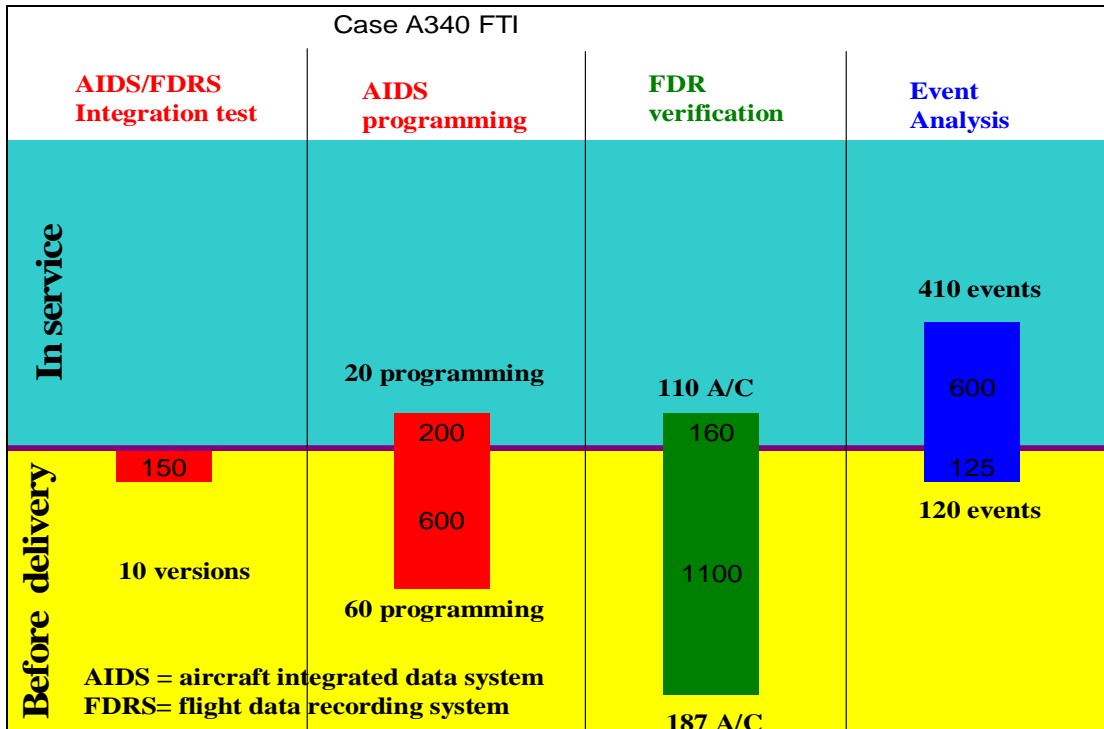 Case A340 FTI
AIDS/FDRS
Integration test
AIDS
programming
FDR
verification
Event
Analysis
In service
410 events
20 programming
110 A/C
600
200
160
150
125
600
120 events
10 versions
1100
60 programming
Before delivery
AIDS = aircraft integrated data system
FDRS= flight data recording system
187 A/C